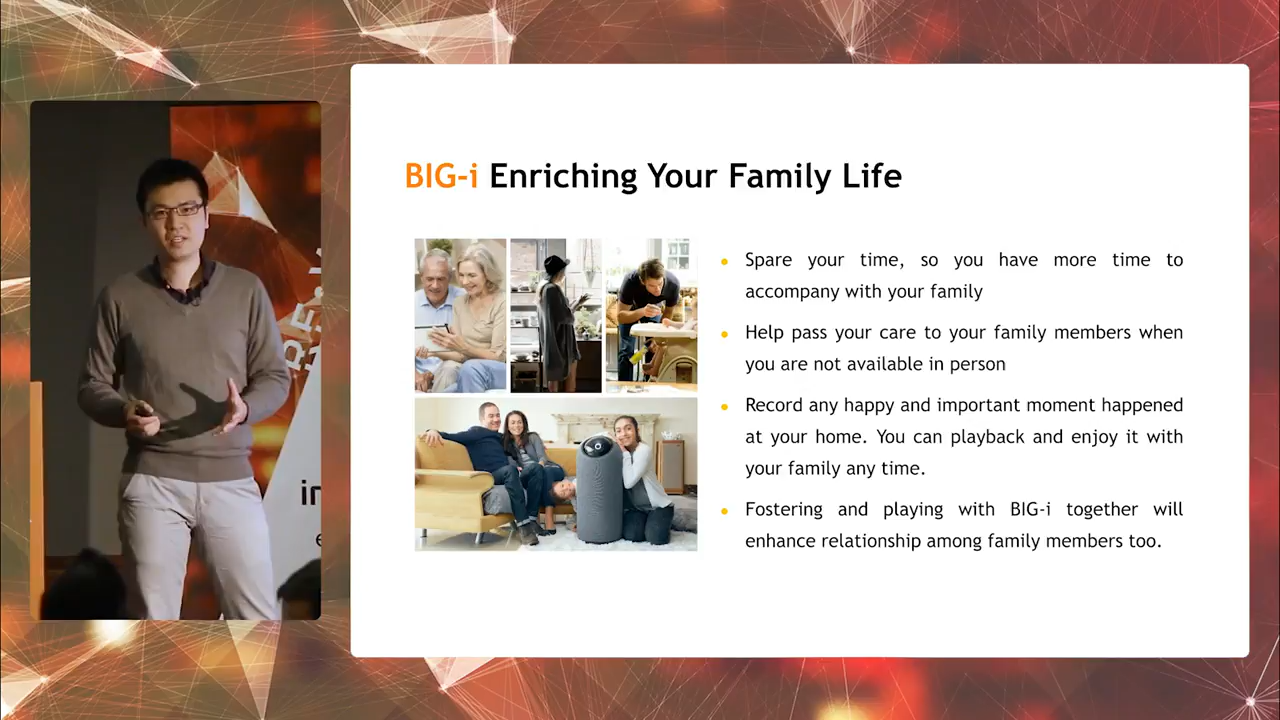 BIG-i Enriching Your Family Life
Spare your time, so you have more time to
accompany with your family
Help pass your care to your family members when
you are not available in person
Record any happy and important moment happened
at your home. You can playback and enjoy it with
your family any time.
Fostering and playing with BIG-i together will
enhance relationship among family members too.